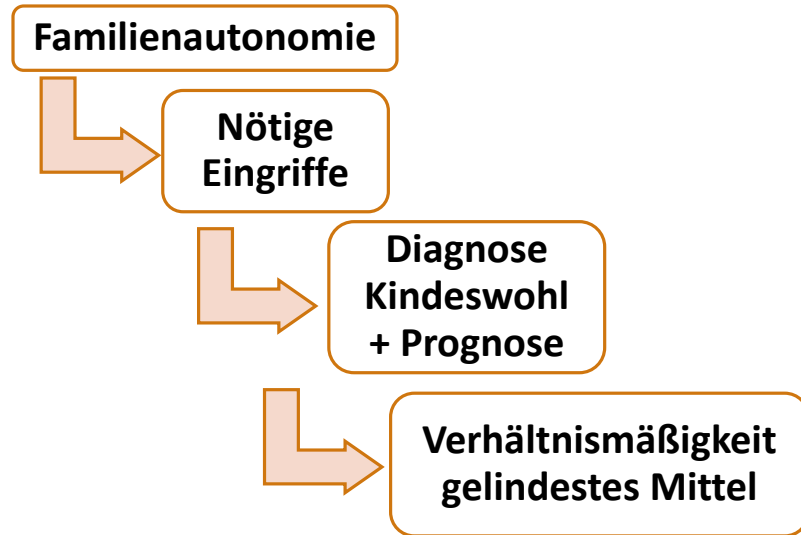 Familienautonomie
Nötige
Eingriffe
Diagnose
Kindeswohl
+ Prognose
Verhältnismäßigkeit
gelindestes Mittel